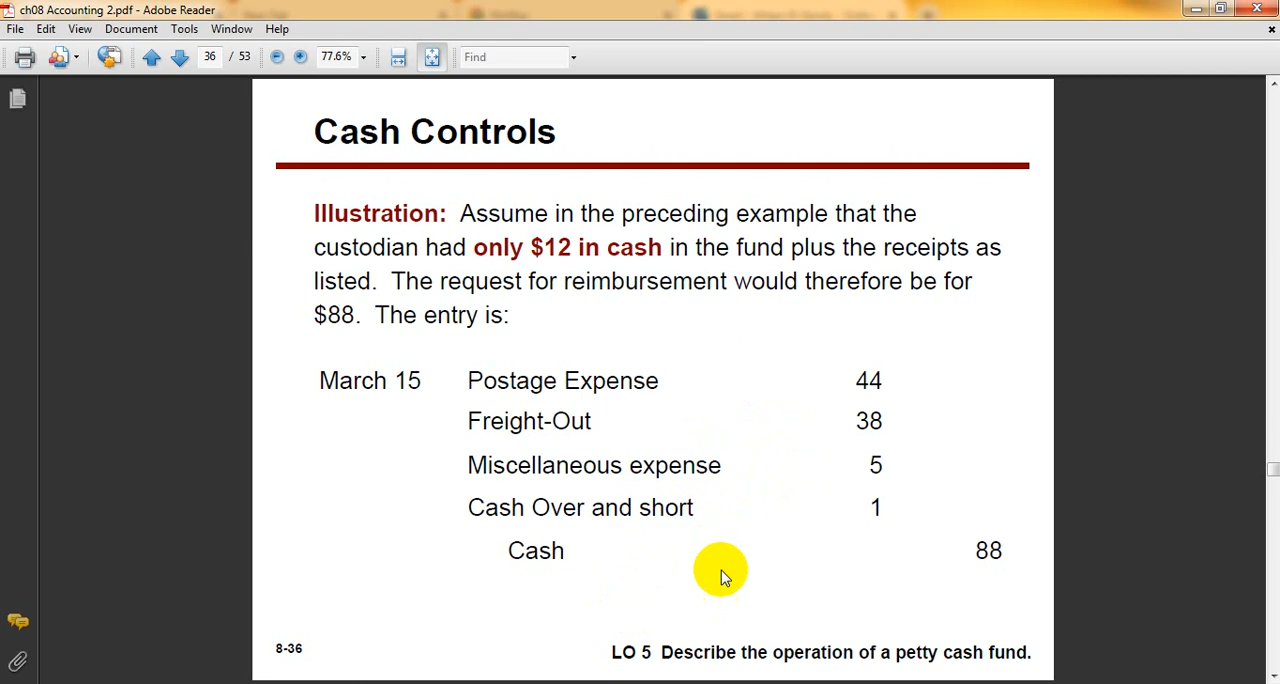 ch08 Accounting 2.pdf - Adobe Reader
File Edit View Document Tools Window Help
36 / 53 77.6% Find
Cash Controls
Illustration: Assume in the preceding example that the
custodian had only $12 in cash in the fund plus the receipts as
listed. The request for reimbursement would therefore be for
$88. The entry is:
March 15 Postage Expense 44
Freight-Out 38
Miscellaneous expense 5
Cash Over and short 1
Cash 88
8-36 LO 5 Describe the operation of a petty cash fund.